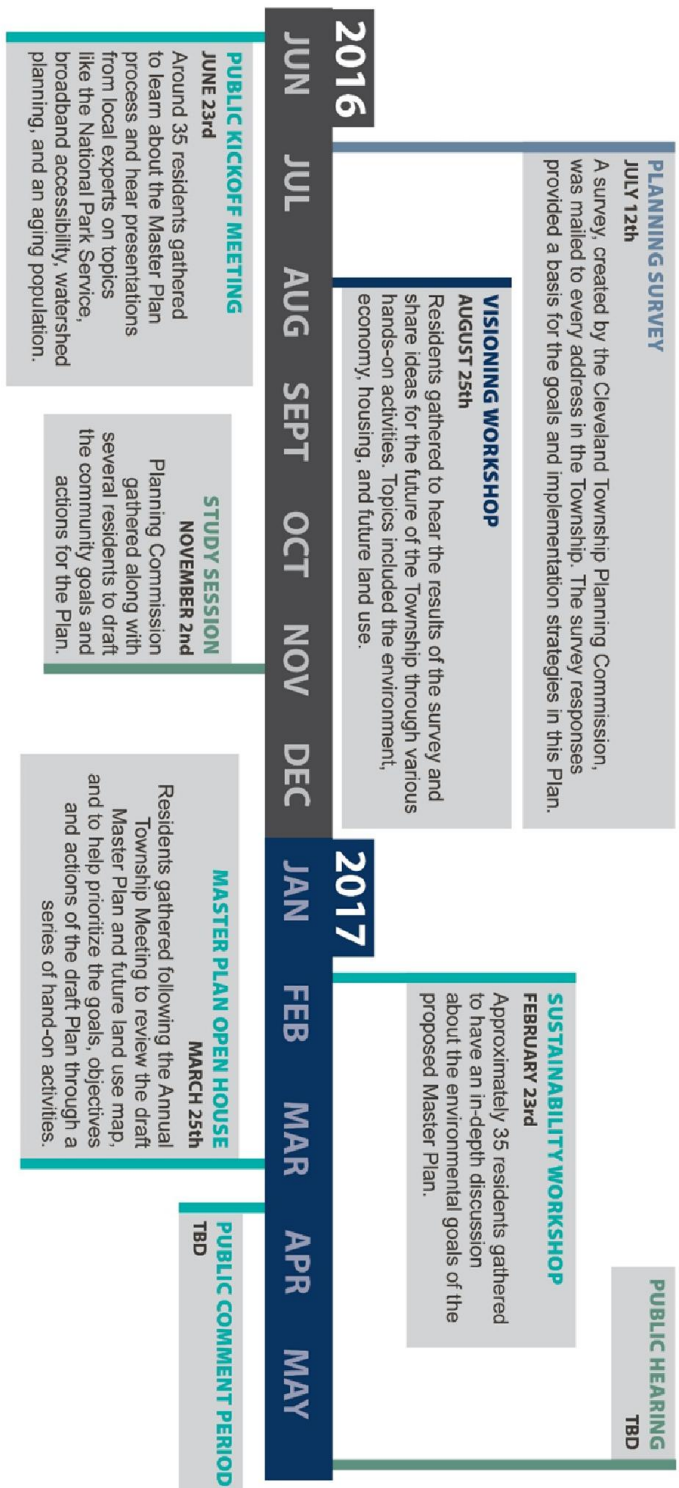 PLANNING SURVEY
JULY 12th
A survey, created by the Cleveland Township Planning Commission,
was mailed to every address in the Township. The survey responses
provided a basis for the goals and implementation strategies in this Plan.
VISIONING WORKSHOP
AUGUST 25th
Residents gathered to hear the results of the survey and
share ideas for the future of the Township through various
hands-on activities. Topics included the environment,
economy, housing, and future land use.
SUSTAINABILITY WORKSHOP
FEBRUARY 23rd
Approximately 35 residents gathered
to have an in-depth discussion
about the environmental goals of the
proposed Master Plan.
PUBLIC HEARING
TBD
2016
2017
JUN JUL AUG SEPT OCT NOV DEC JAN FEB MAR APR MAY
PUBLIC KICKOFF MEETING
JUNE 23rd
Around 35 residents gathered
to learn about the Master Plan
process and hear presentations
from local experts on topics
like the National Park Service,
broadband accessibility, watershed
planning, and an aging population.
STUDY SESSION
NOVEMBER 2nd
Planning Commission
gathered along with
several residents to draft
the community goals and
actions for the Plan.
MASTER PLAN OPEN HOUSE
MARCH 25th
Residents gathered following the Annual
Township Meeting to review the draft
Master Plan and future land use map,
and to help prioritize the goals, objectives
and actions of the draft Plan through a
series of hand-on activities.
PUBLIC COMMENT PERIOD
TBD